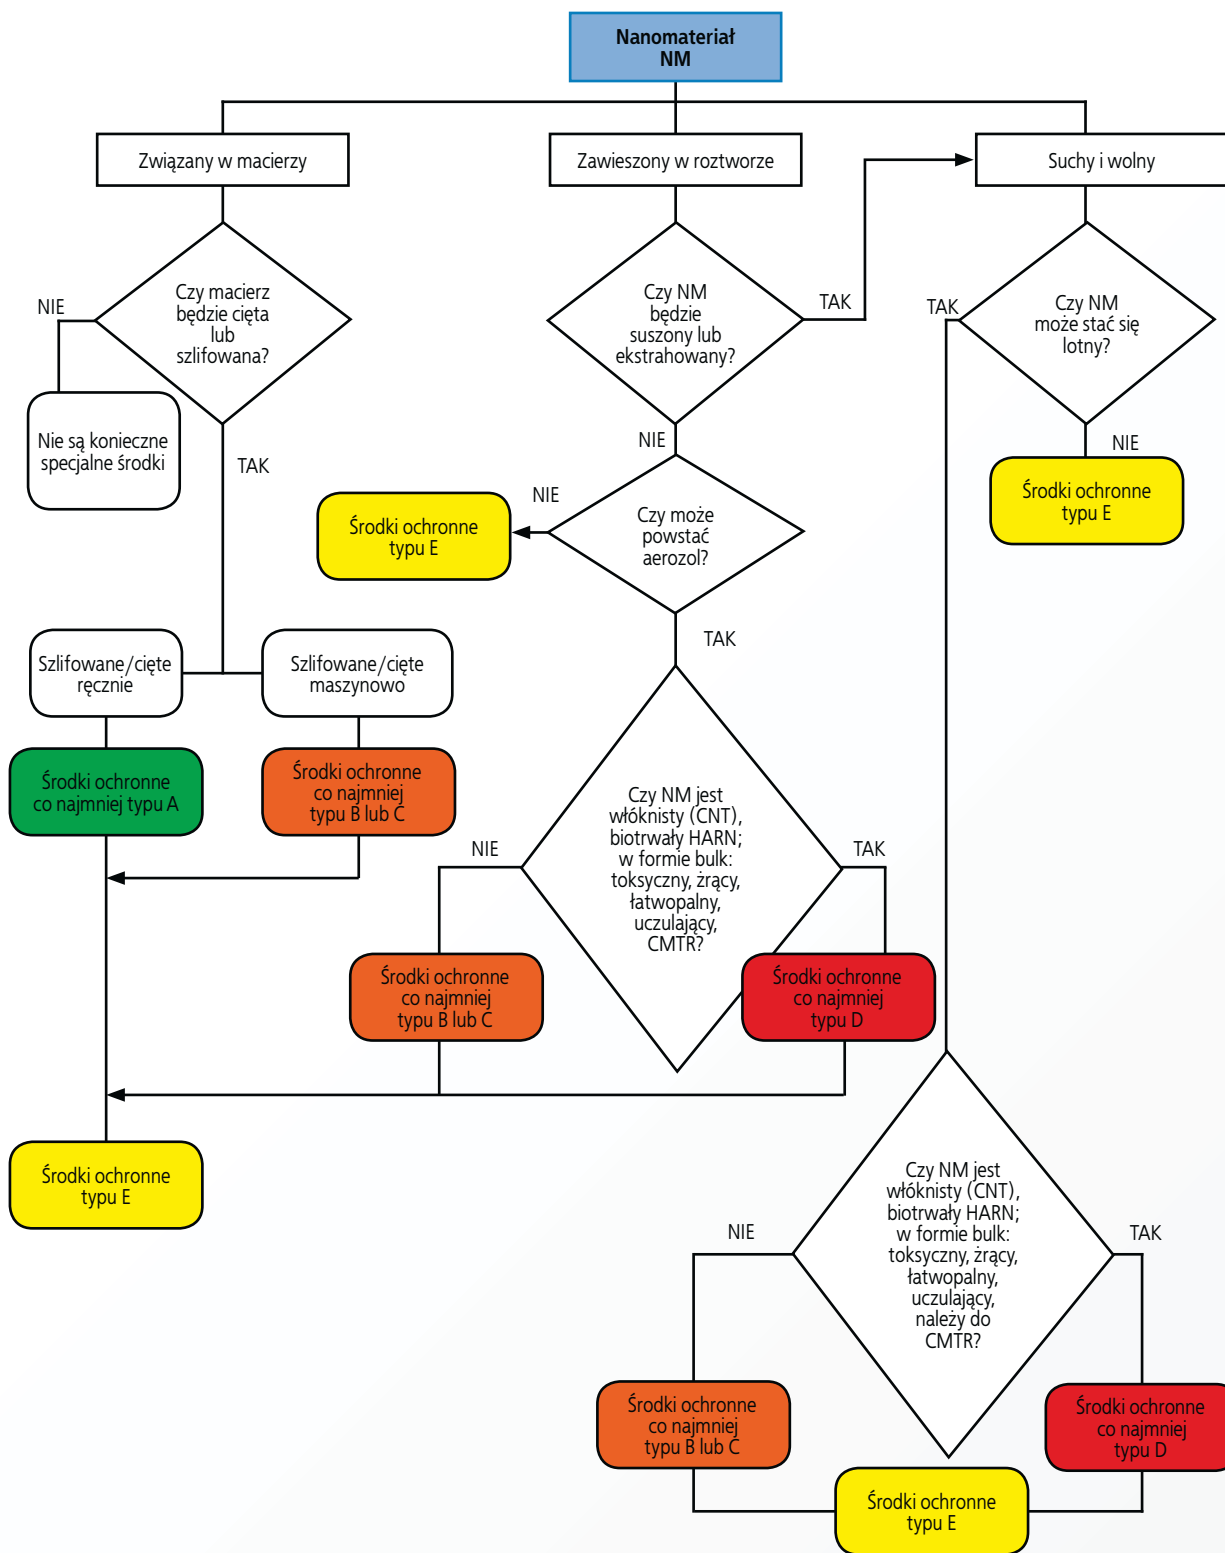 Nanomateriał
NM
Związany w macierzy
Zawieszony w roztworze
Suchy i wolny
Czy macierz
będzie cięta
lub
szlifowana?
NIE
TAK
Nie są konieczne
specjalne środki
Czy NM
będzie
suszony lub
ekstrahowany?
TAK
NIE
Czy NM
może stać się
lotny?
TAK
NIE
Środki ochronne
typu E
Czy może
powstać
aerozol?
NIE
Środki ochronne
typu E
TAK
Szlifowane/cięte
ręcznie
Szlifowane/cięte
maszynowo
Środki ochronne
co najmniej typu A
Środki ochronne
co najmniej
typu B lub C
Czy NM jest
włóknisty (CNT),
biotrwały HARN;
w formie bulk:
toksyczny, żrący,
łatwopalny,
uczulający,
CMTR?
NIE
TAK
Środki ochronne
co najmniej
typu B lub C
Środki ochronne
co najmniej
typu D
Środki ochronne
typu E
Czy NM jest
włóknisty (CNT),
biotrwały HARN;
w formie bulk:
toksyczny, żrący,
łatwopalny,
uczulający,
należy do
CMTR?
NIE
TAK
Środki ochronne
co najmniej
typu B lub C
Środki ochronne
co najmniej
typu D
Środki ochronne
typu E